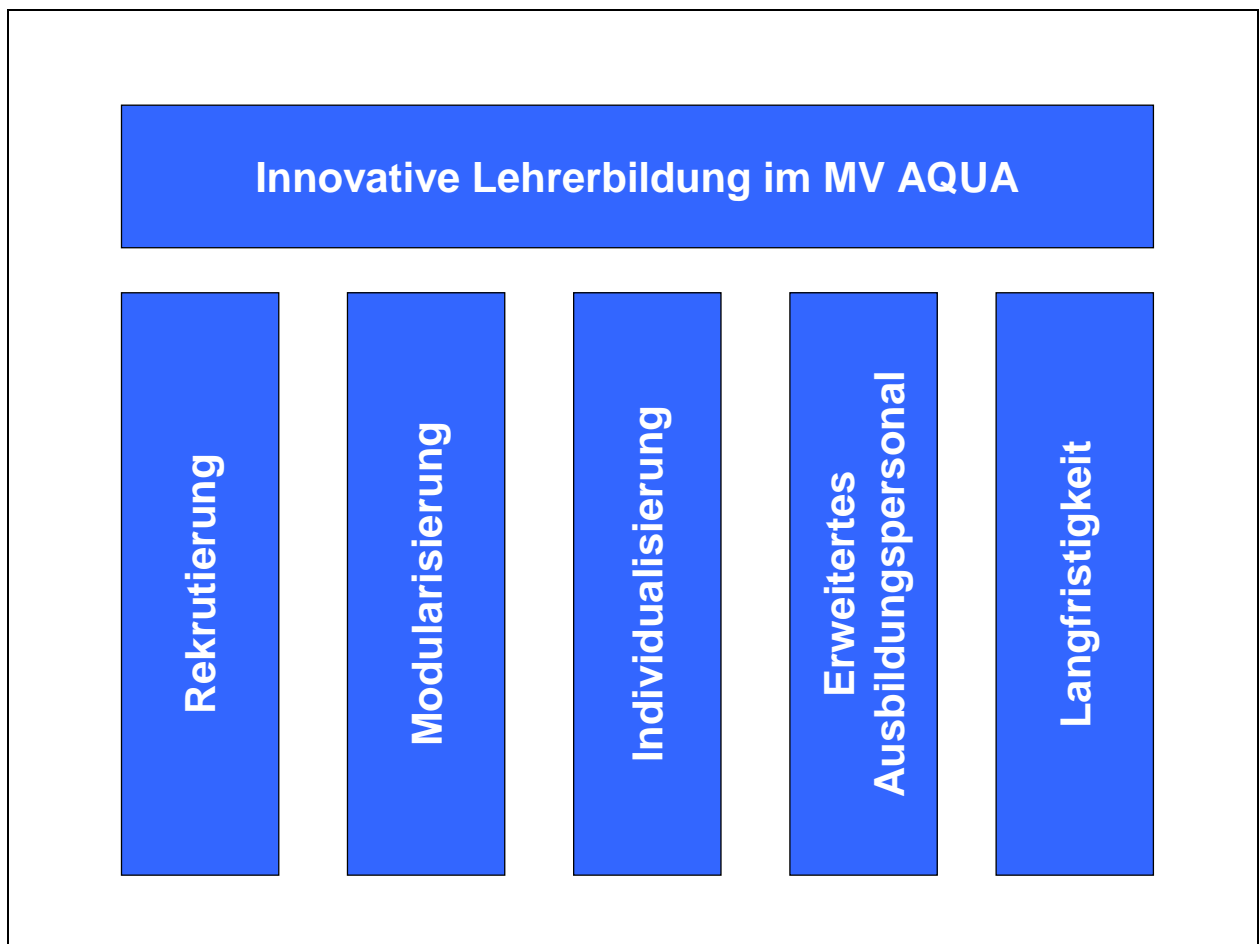 Innovative Lehrerbildung im MV AQUA
Rekrutierung
Modularisierung
Individualisierung
Erweitertes
Ausbildungspersonal
Langfristigkeit